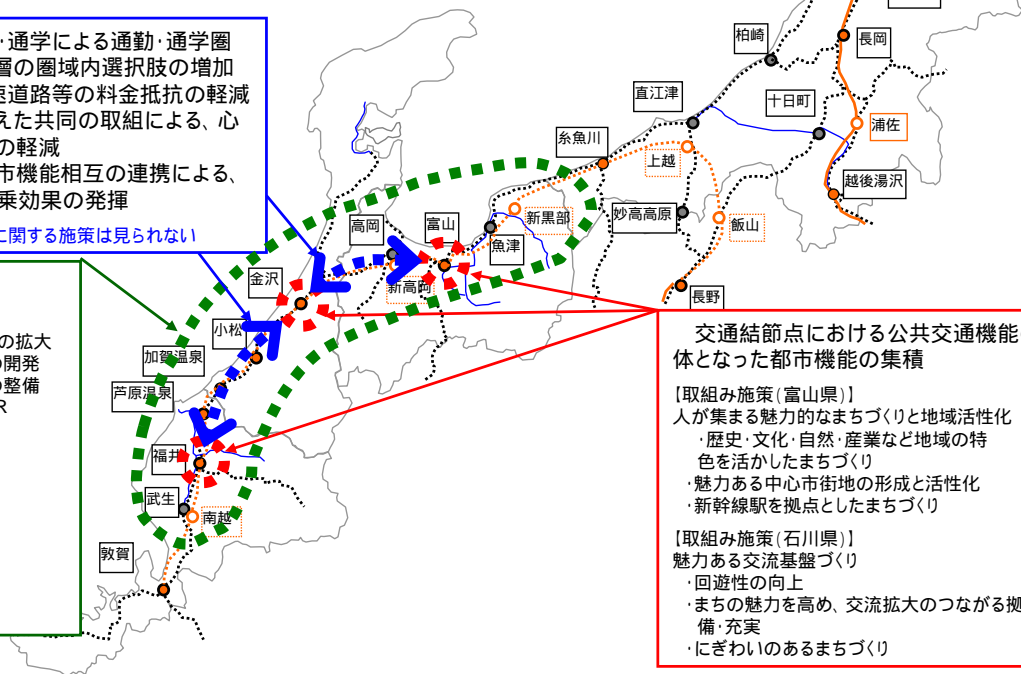 ･通学による通勤･通学圏
層の圏域内選択肢の増加
速道路等の料金抵抗の軽減
えた共同の取組による、心
の軽減
市機能相互の連携による、
乗効果の発揮
に関する施策は見られない
の拡大
の開発
の整備
R
柏崎
長岡
直江津
十日町
浦佐
糸魚川
上越
越後湯沢
新黒部
妙高高原
飯山
高岡
富山
魚津
金沢
新高岡
長野
小松
加賀温泉
芦原温泉
福井
武生
南越
敦賀
交通結節点における公共交通機能
体となった都市機能の集積
【取組み施策(富山県)】
人が集まる魅力的なまちづくりと地域活性化
･歴史･文化･自然･産業など地域の特
色を活かしたまちづくり
･魅力ある中心市街地の形成と活性化
･新幹線駅を拠点としたまちづくり
【取組み施策(石川県)】
魅力ある交流基盤づくり
･回遊性の向上
･まちの魅力を高め、交流拡大のつながる拠
備･充実
･にぎわいのあるまちづくり